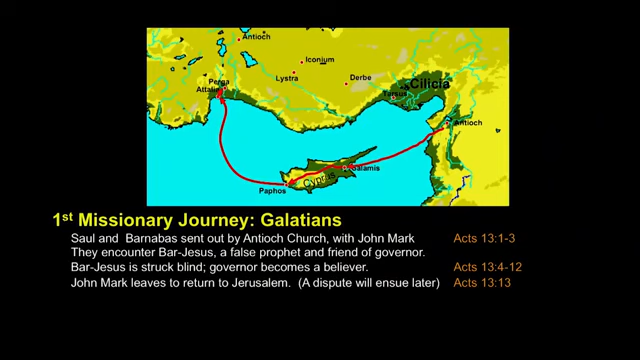 Antioch
Iconium
Lystra
Derbe
Perga
Attalia
Cilicia
Tarsus
Antioch
Salamis
Cyprus
Paphos
1st Missionary Journey: Galatians
Saul and Barnabas sent out by Antioch Church, with John Mark Acts 13:1-3
They encounter Bar-Jesus, a false prophet and friend of governor.
Bar-Jesus is struck blind; governor becomes a believer. Acts 13:4-12
John Mark leaves to return to Jerusalem. (A dispute will ensue later) Acts 13:13